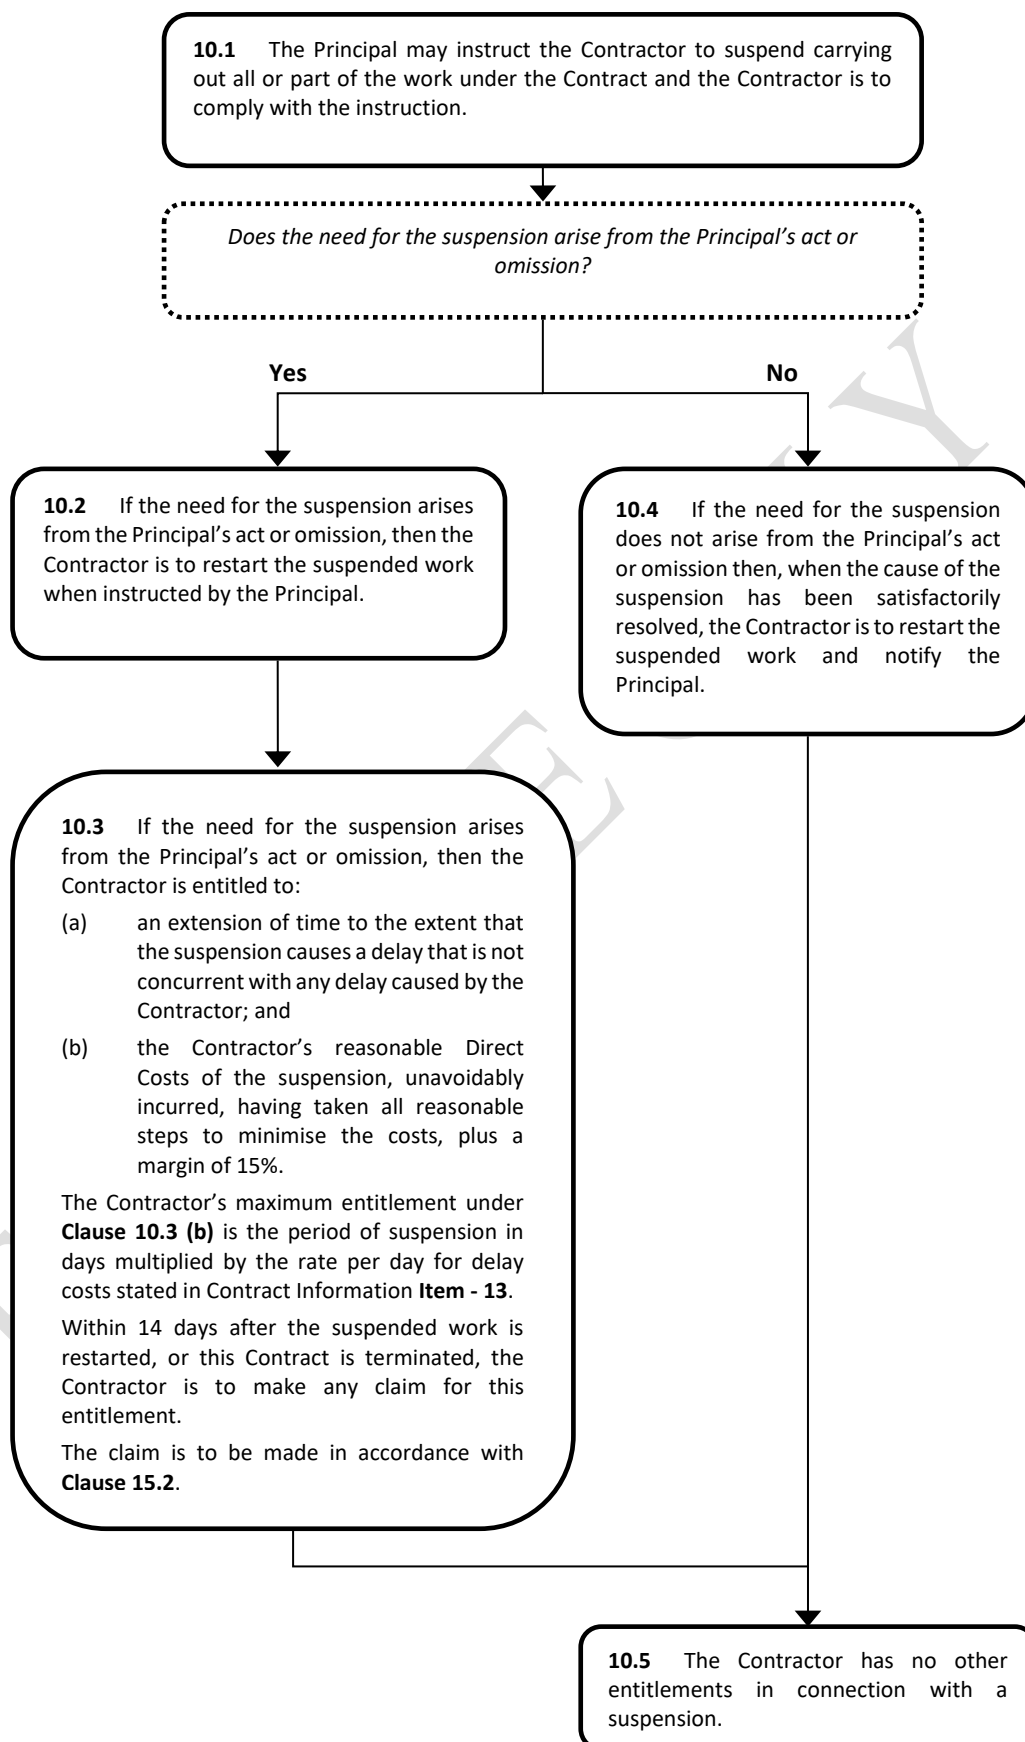 10.1 The Principal may instruct the Contractor to suspend carrying
out all or part of the work under the Contract and the Contractor is to
comply with the instruction.
Does the need for the suspension arise from the Principal’s act or
omission?
Yes
No
10.2 If the need for the suspension arises
from the Principal’s act or omission, then the
Contractor is to restart the suspended work
when instructed by the Principal.
10.4 If the need for the suspension
does not arise from the Principal’s act
or omission then, when the cause of the
suspension has been satisfactorily
resolved, the Contractor is to restart the
suspended work and notify the
Principal.
10.3 If the need for the suspension arises
from the Principal’s act or omission, then the
Contractor is entitled to:
(a) an extension of time to the extent that
the suspension causes a delay that is not
concurrent with any delay caused by the
Contractor; and
(b) the Contractor’s reasonable Direct
Costs of the suspension, unavoidably
incurred, having taken all reasonable
steps to minimise the costs, plus a
margin of 15%.
The Contractor’s maximum entitlement under
Clause 10.3 (b) is the period of suspension in
days multiplied by the rate per day for delay
costs stated in Contract Information Item - 13.
Within 14 days after the suspended work is
restarted, or this Contract is terminated, the
Contractor is to make any claim for this
entitlement.
The claim is to be made in accordance with
Clause 15.2.
10.5 The Contractor has no other
entitlements in connection with a
suspension.